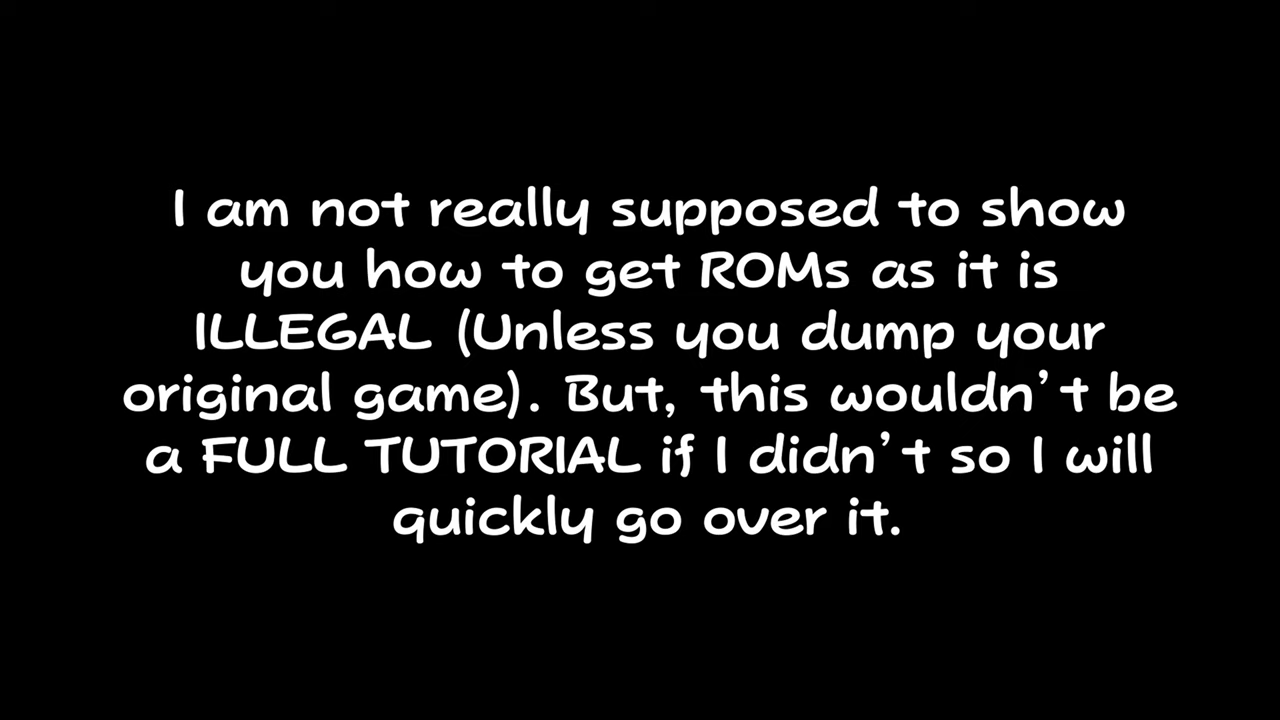 I am not really supposed to show
you how to get ROMs as it is
ILLEGAL (Unless you dump your
original game). But, this wouldn't be
a FULL TUTORIAL if I didn't so I will
quickly go over it.